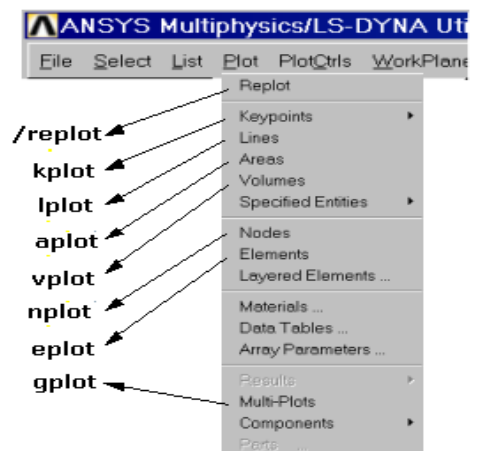 ANSYS Multiphysics/LS-DYNA Uti
File Select List Plot PlotCtrls WorkPlane
Replot
/replot
Keypoints
kplot
Lines
lplot
Areas
aplot
Volumes
vplot
Specified Entities
Nodes
nplot
Elements
eplot
Layered Elements ...
Materials ...
Data Tables ...
Array Parameters ...
Results
gplot
Multi-Plots
Components
Parts ...